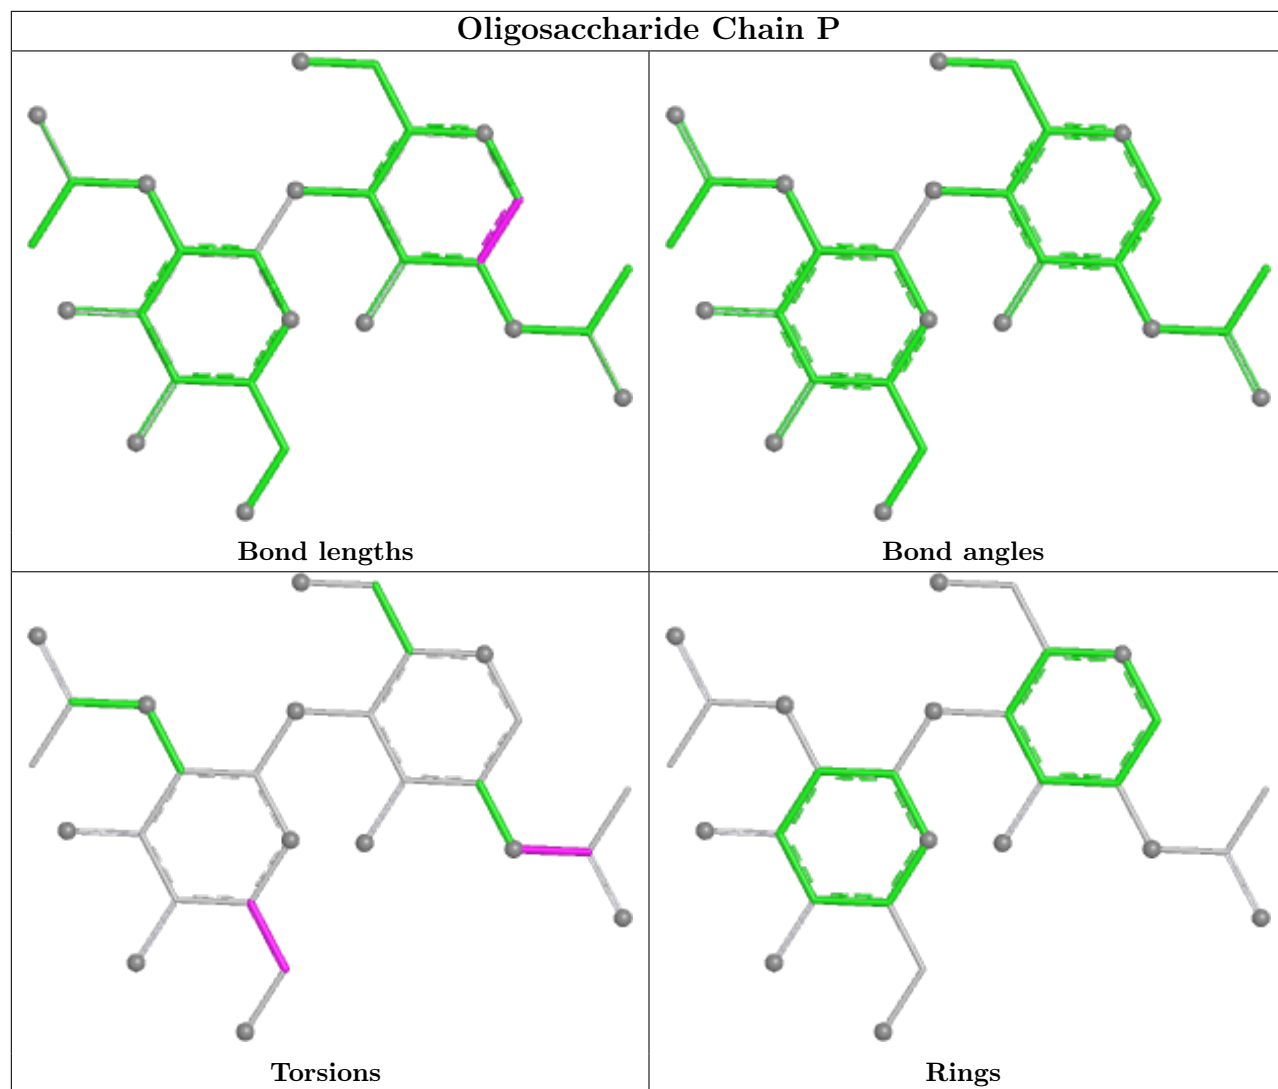 Oligosaccharide Chain P
Bond lengths
Bond angles
Torsions
Rings